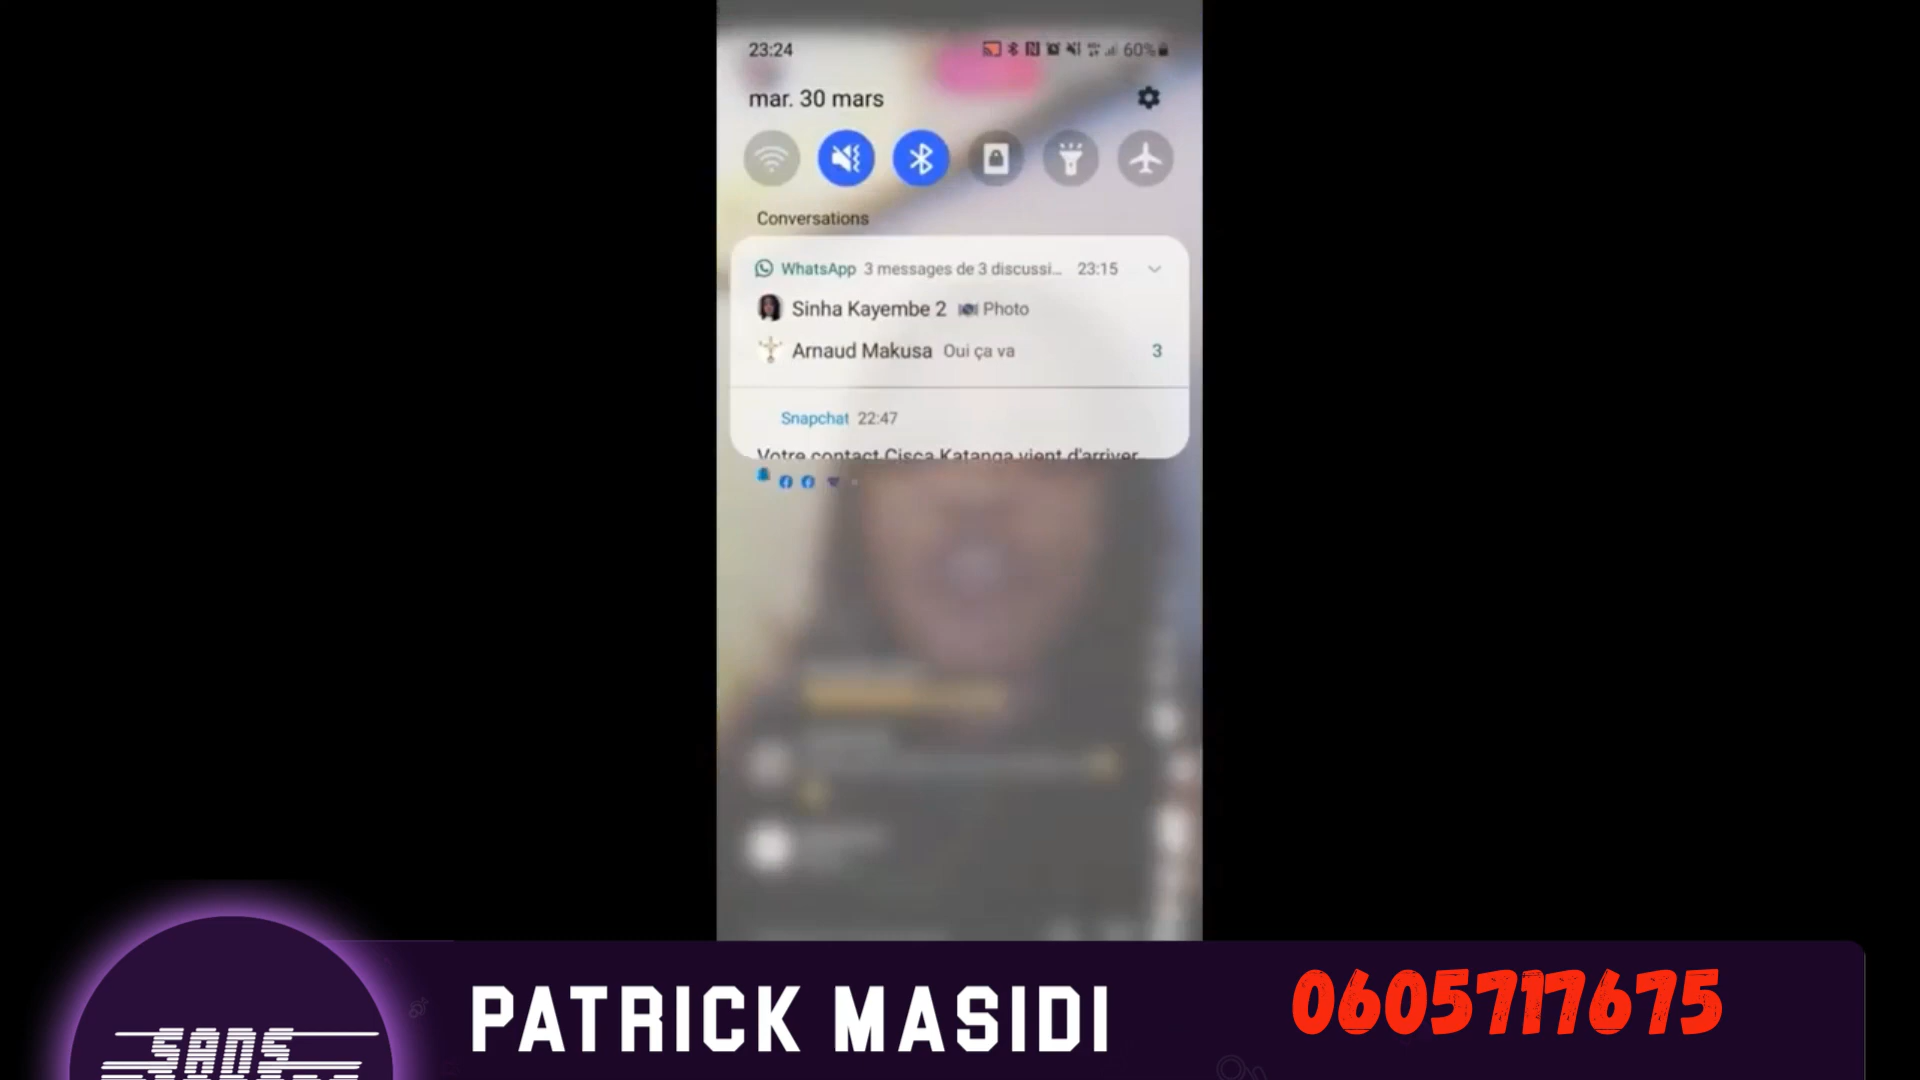 23:24
60%
mar. 30 mars
Conversations
WhatsApp 3 messages de 3 discussi... 23:15
Sinha Kayembe 2 Photo
Arnaud Makusa Oui ça va 3
Snapchat 22:47
Votre contact Cisca Katanga vient d'arriver
PATRICK MASIDI
0605717675